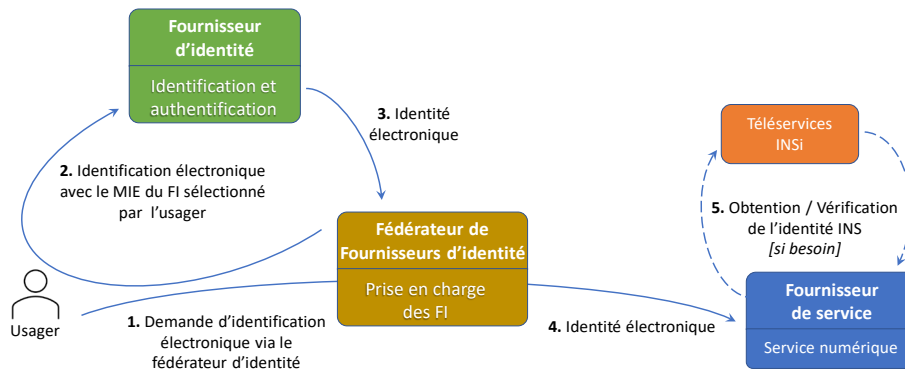 Fournisseur
d'identité
Identification et
authentification
3. Identité
électronique
2. Identification électronique
avec le MIE du FI sélectionné
par l'usager
Téléservices
INSi
5. Obtention / Vérification
de l'identité INS
[si besoin]
Fédérateur de
Fournisseurs d'identité
Prise en charge
des FI
Usager
1. Demande d'identification
électronique via le
fédérateur d'identité
4. Identité électronique
Fournisseur
de service
Service numérique